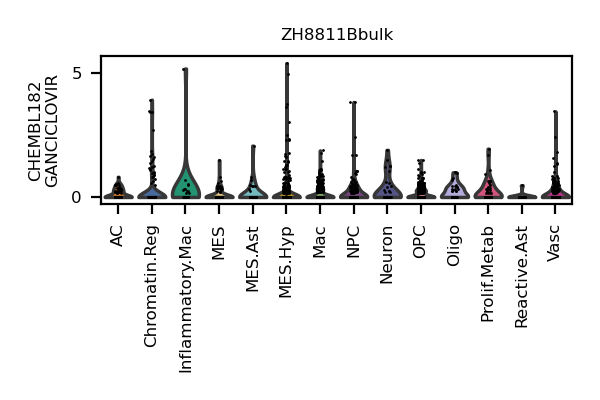 ZH8811Bbulk
CHEMBL182
GANCICLOVIR
5
0
AC
Chromatin.Reg
Inflammatory.Mac
MES
MES.Ast
MES.Hyp
Mac
NPC
Neuron
OPC
Oligo
Prolif.Metab
Reactive.Ast
Vasc